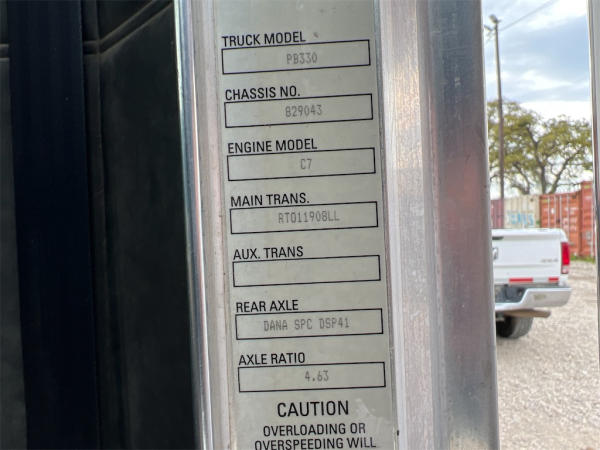 TRUCK MODEL
PB330
CHASSIS NO.
829043
ENGINE MODEL
C7
MAIN TRANS.
RTO11908LL
AUX. TRANS
REAR AXLE
DANA SPC DSP41
AXLE RATIO
4.63
CAUTION
OVERLOADING OR
OVERSPEEDING WILL